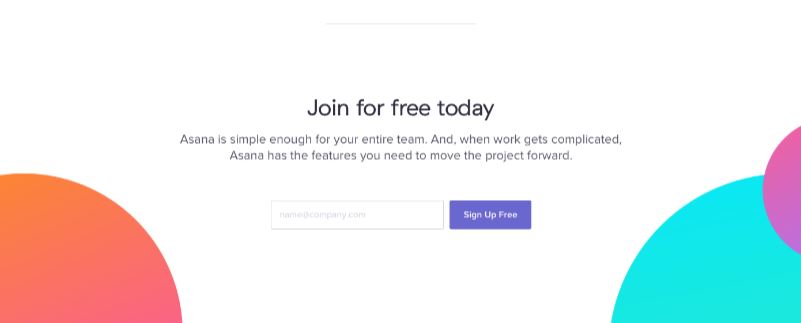 Join for free today
Asana is simple enough for your entire team. And, when work gets complicated,
Asana has the features you need to move the project forward.
name@company.com
Sign Up Free